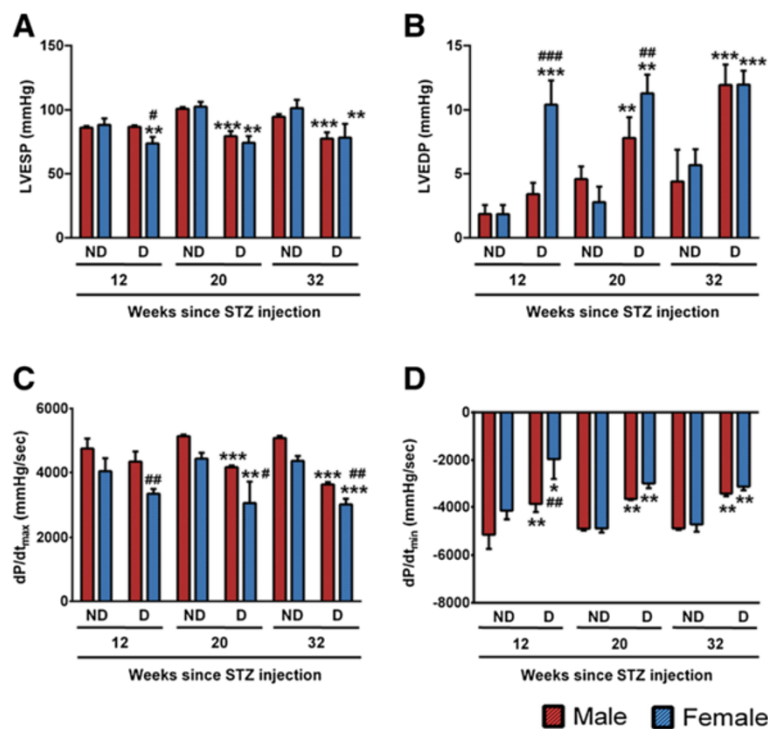 A
LVESP (mmHg)
150
100
50
0
#
**
*** **
*** **
ND D ND D ND D
12 20 32
Weeks since STZ injection
B
LVEDP (mmHg)
15
10
5
0
###
***
**
##
**
*** ***
ND D ND D ND D
12 20 32
Weeks since STZ injection
C
dP/dtmax (mmHg/sec)
6000
4000
2000
0
##
***
**#
***
##
***
ND D ND D ND D
12 20 32
Weeks since STZ injection
D
dP/dtmin (mmHg/sec)
0
-2000
-4000
-6000
-8000
**
*
##
** **
** **
ND D ND D ND D
12 20 32
Weeks since STZ injection
Male Female